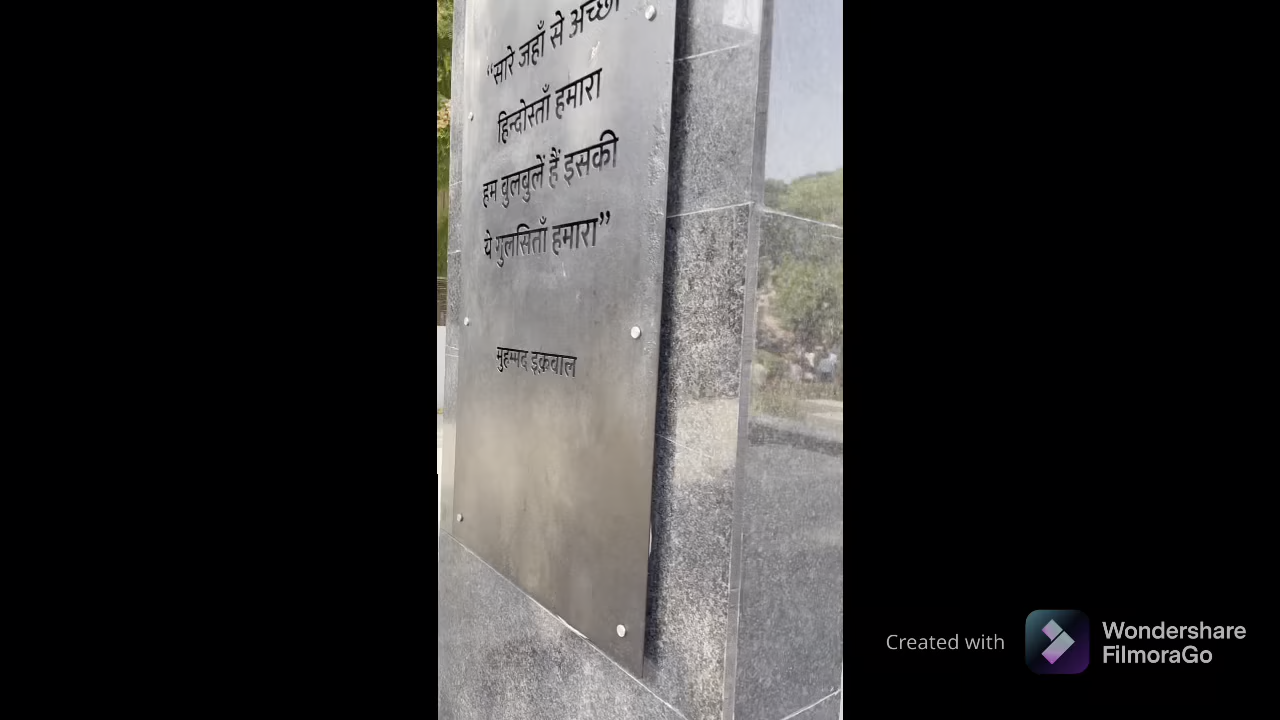 “सारे जहाँ से अच्छा
हिन्दोस्ताँ हमारा
हम बुलबुलें हैं इसकी
ये गुलसिताँ हमारा”
मुहम्मद इक़बाल
Created with
Wondershare
FilmoraGo